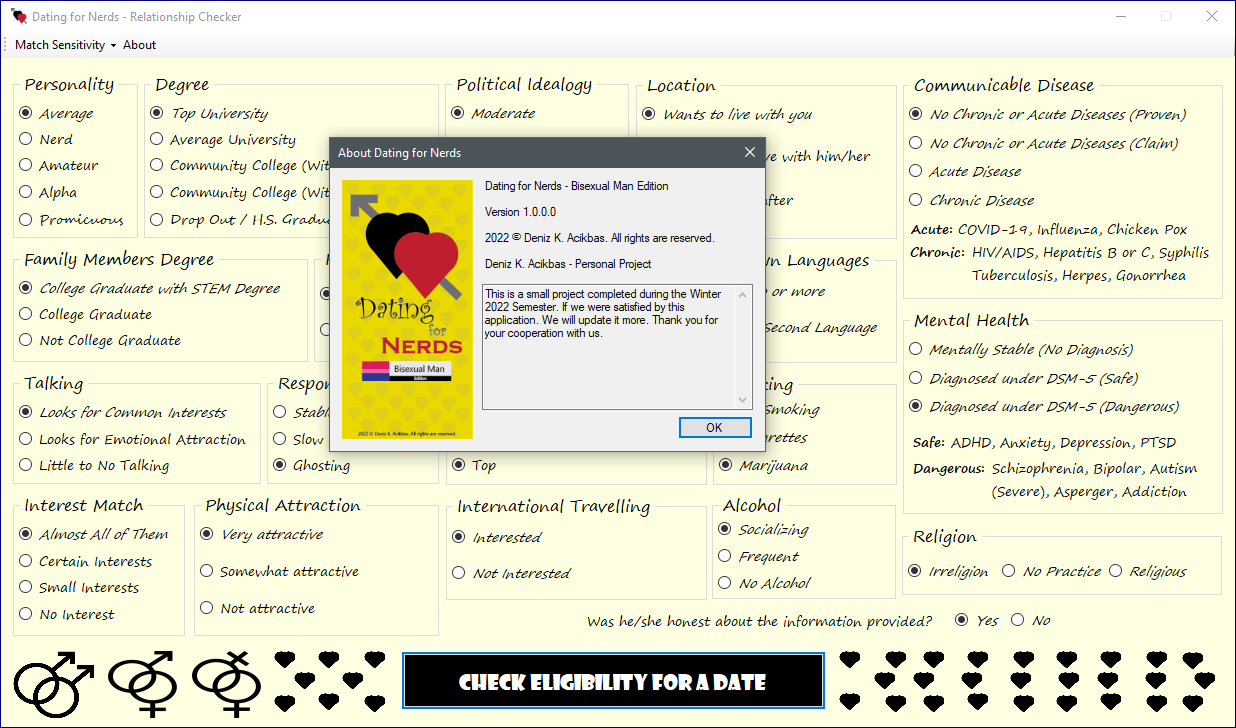 Dating for Nerds - Relationship Checker
Match Sensitivity About
Personality
Average
Nerd
Amateur
Alpha
Promicuous
Degree
Top University
Average University
Community College (Wit
Community College (Wit
Drop Out / H.S. Gradu
Political Idealogy
Moderate
Location
Wants to live with you
ve with him/her
fter
Communicable Disease
No Chronic or Acute Diseases (Proven)
No Chronic or Acute Diseases (Claim)
Acute Disease
Chronic Disease
Acute: COVID-19, Influenza, Chicken Pox
Chronic: HIV/AIDS, Hepatitis B or C, Syphilis
Tuberculosis, Herpes, Gonorrhea
About Dating for Nerds
Dating
for
Nerds
Bisexual Man
Edition
2022 © Deniz K. Acikbas. All rights are reserved.
Dating for Nerds - Bisexual Man Edition
Version 1.0.0.0
2022 © Deniz K. Acikbas. All rights are reserved.
Deniz K. Acikbas - Personal Project
This is a small project completed during the Winter
2022 Semester. If we were satisfied by this
application. We will update it more. Thank you for
your cooperation with us.
OK
Family Members Degree
College Graduate with STEM Degree
College Graduate
Not College Graduate
wn Languages
or more
Second Language
Mental Health
Mentally Stable (No Diagnosis)
Diagnosed under DSM-5 (Safe)
Diagnosed under DSM-5 (Dangerous)
Safe: ADHD, Anxiety, Depression, PTSD
Dangerous: Schizophrenia, Bipolar, Autism
(Severe), Asperger, Addiction
Talking
Looks for Common Interests
Looks for Emotional Attraction
Little to No Talking
Respon
Stabl
Slow
Ghosting
Top
king
Smoking
rettes
Marijuana
Interest Match
Almost All of Them
Certain Interests
Small Interests
No Interest
Physical Attraction
Very attractive
Somewhat attractive
Not attractive
International Travelling
Interested
Not Interested
Alcohol
Socializing
Frequent
No Alcohol
Religion
Irreligion No Practice Religious
Was he/she honest about the information provided? Yes No
CHECK ELIGIBILITY FOR A DATE